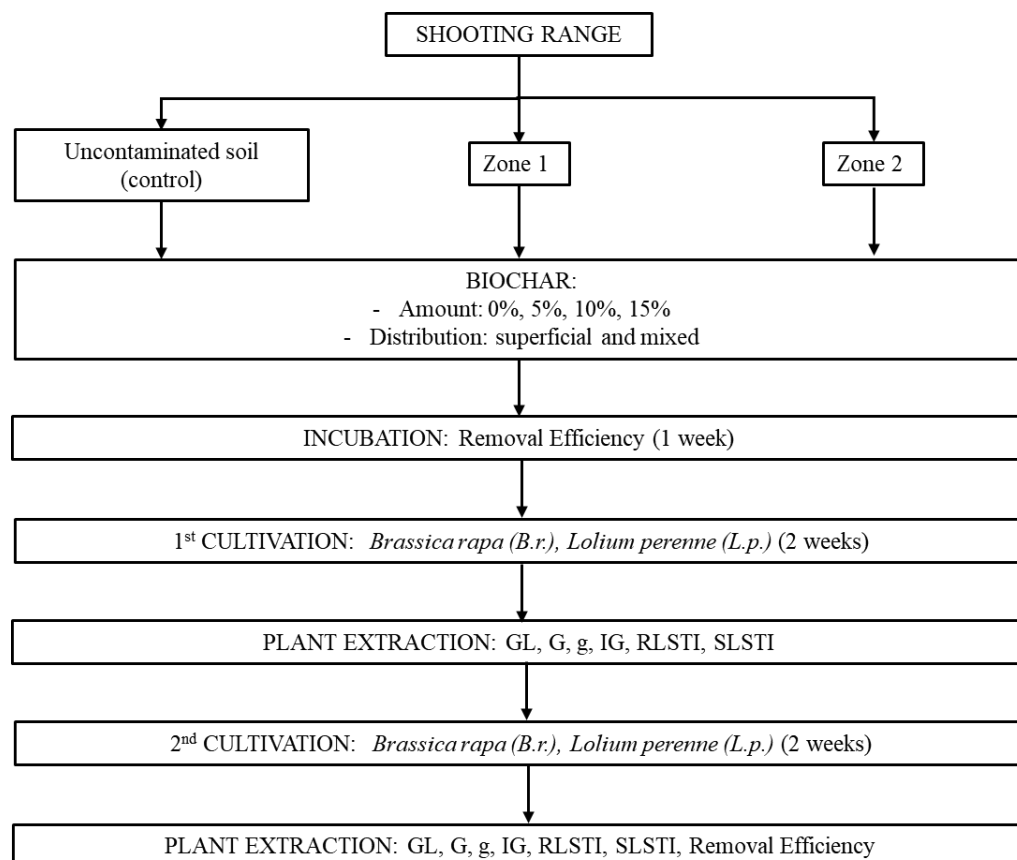 SHOOTING RANGE
Uncontaminated soil
(control)
Zone 1
Zone 2
BIOCHAR:
- Amount: 0%, 5%, 10%, 15%
- Distribution: superficial and mixed
INCUBATION: Removal Efficiency (1 week)
1st CULTIVATION: Brassica rapa (B.r.), Lolium perenne (L.p.) (2 weeks)
PLANT EXTRACTION: GL, G, g, IG, RLSTI, SLSTI
2nd CULTIVATION: Brassica rapa (B.r.), Lolium perenne (L.p.) (2 weeks)
PLANT EXTRACTION: GL, G, g, IG, RLSTI, SLSTI, Removal Efficiency